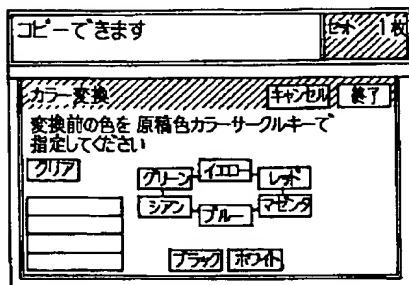 コピーできます
セット 1枚
カラー変換
キャンセル 終了
変換前の色を 原稿色カラーサークルキーで
指定してください
クリア
グリーン イエロー レッド
シアン ブルー マゼンタ
ブラック ホワイト